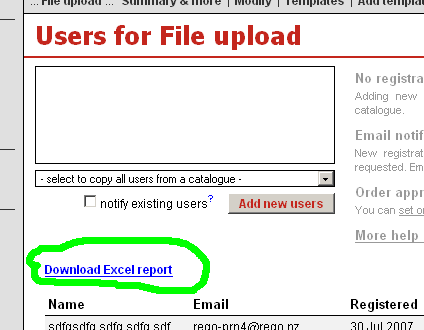 ... File upload ... Summary & more | Modify | Templates | Add templat
Users for File upload
No registra
Adding new
catalogue.
- select to copy all users from a catalogue -
Email notif
New registrat
requested. Em
notify existing users?
Add new users
Order appr
You can set or
More help
Download Excel report
Name Email Registered
sdfgsdfg sdfg sdfg sdf rego-prn4@rego.nz 30 Jul 2007